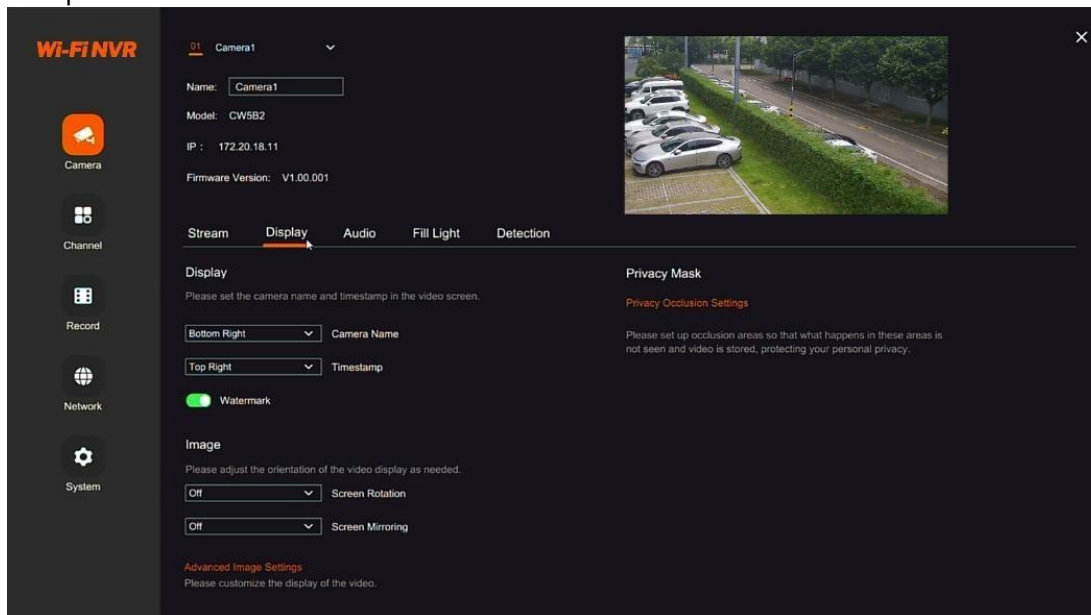 Wi-Fi NVR
01 Camera1
Name: Camera1
Model: CW5B2
IP : 172.20.18.11
Firmware Version: V1.00.001
Camera
Channel
Record
Network
System
Stream Display Audio Fill Light Detection
Display
Please set the camera name and timestamp in the video screen.
Bottom Right Camera Name
Top Right Timestamp
Watermark
Image
Please adjust the orientation of the video display as needed.
Off Screen Rotation
Off Screen Mirroring
Advanced Image Settings
Please customize the display of the video.
Privacy Mask
Privacy Occlusion Settings
Please set up occlusion areas so that what happens in these areas is
not seen and video is stored, protecting your personal privacy.